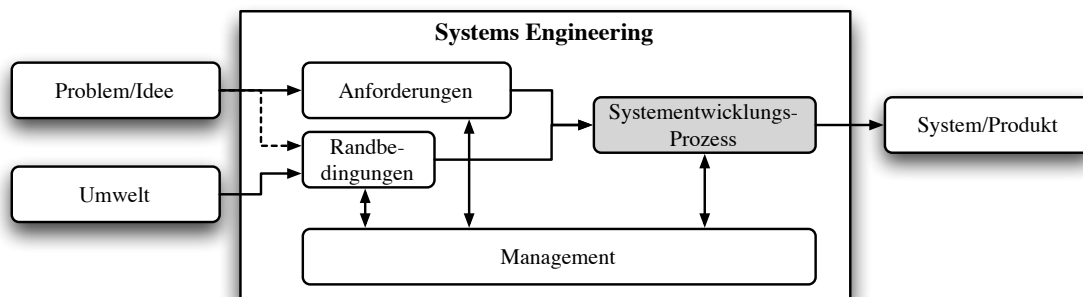 Systems Engineering
Problem/Idee
Anforderungen
Systementwicklungs-
Prozess
System/Produkt
Randbe-
dingungen
Umwelt
Management